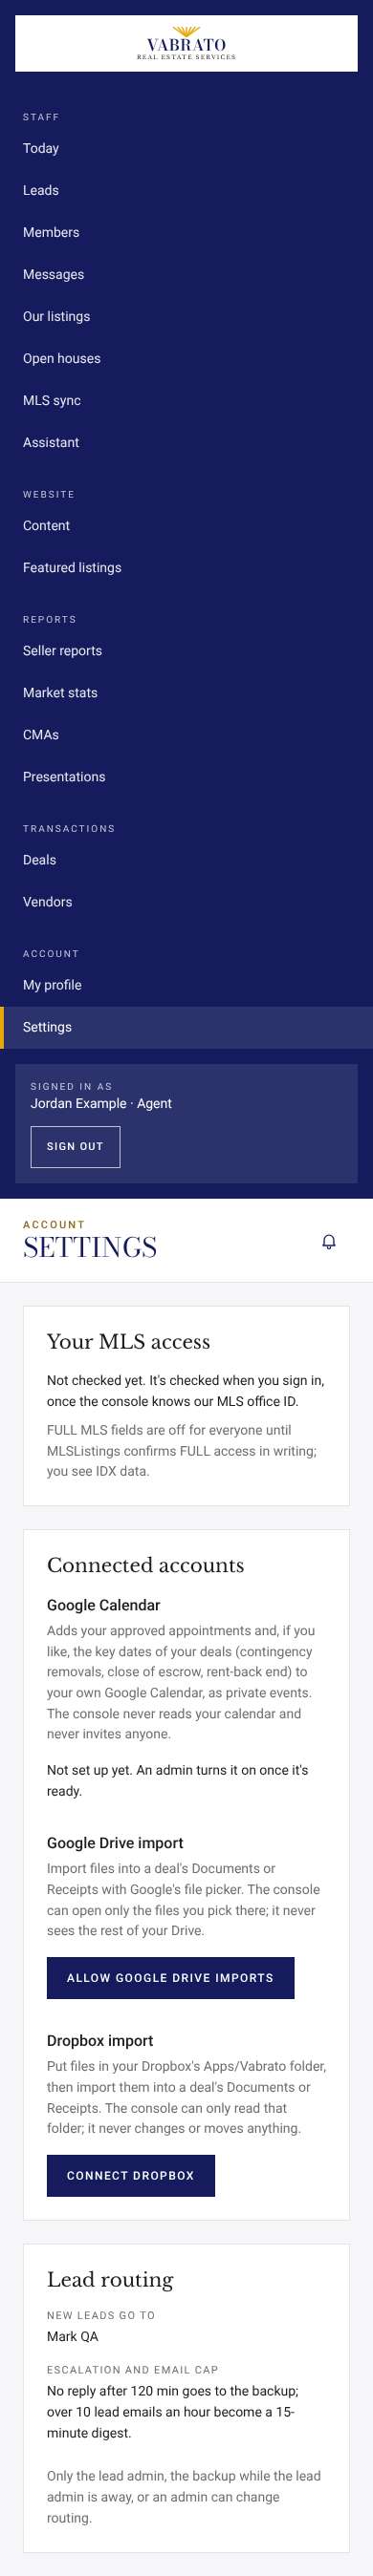 VABRATO
REAL ESTATE SERVICES
STAFF
Today
Leads
Members
Messages
Our listings
Open houses
MLS sync
Assistant
WEBSITE
Content
Featured listings
REPORTS
Seller reports
Market stats
CMAs
Presentations
TRANSACTIONS
Deals
Vendors
ACCOUNT
My profile
Settings
SIGNED IN AS
Jordan Example · Agent
SIGN OUT
ACCOUNT
SETTINGS
Your MLS access
Not checked yet. It's checked when you sign in,
once the console knows our MLS office ID.
FULL MLS fields are off for everyone until
MLSListings confirms FULL access in writing;
you see IDX data.
Connected accounts
Google Calendar
Adds your approved appointments and, if you
like, the key dates of your deals (contingency
removals, close of escrow, rent-back end) to
your own Google Calendar, as private events.
The console never reads your calendar and
never invites anyone.
Not set up yet. An admin turns it on once it's
ready.
Google Drive import
Import files into a deal's Documents or
Receipts with Google's file picker. The console
can open only the files you pick there; it never
sees the rest of your Drive.
ALLOW GOOGLE DRIVE IMPORTS
Dropbox import
Put files in your Dropbox's Apps/Vabrato folder,
then import them into a deal's Documents or
Receipts. The console can only read that
folder; it never changes or moves anything.
CONNECT DROPBOX
Lead routing
NEW LEADS GO TO
Mark QA
ESCALATION AND EMAIL CAP
No reply after 120 min goes to the backup;
over 10 lead emails an hour become a 15-
minute digest.
Only the lead admin, the backup while the lead
admin is away, or an admin can change
routing.